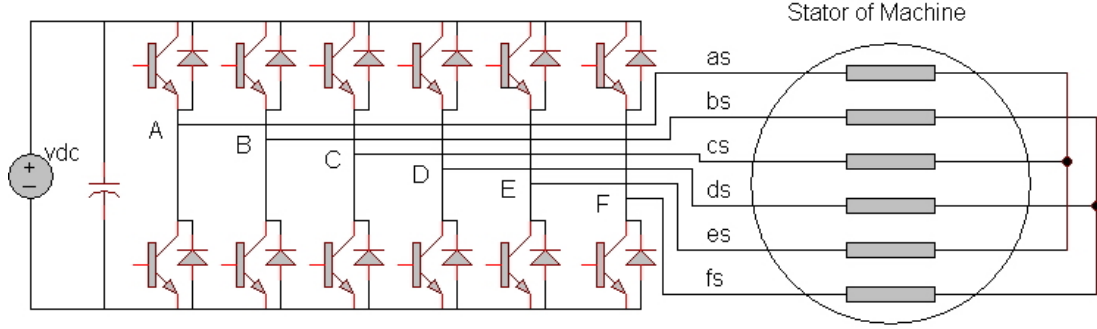 Stator of Machine
as
bs
cs
ds
es
fs
A
B
C
D
E
F
vdc
+
−